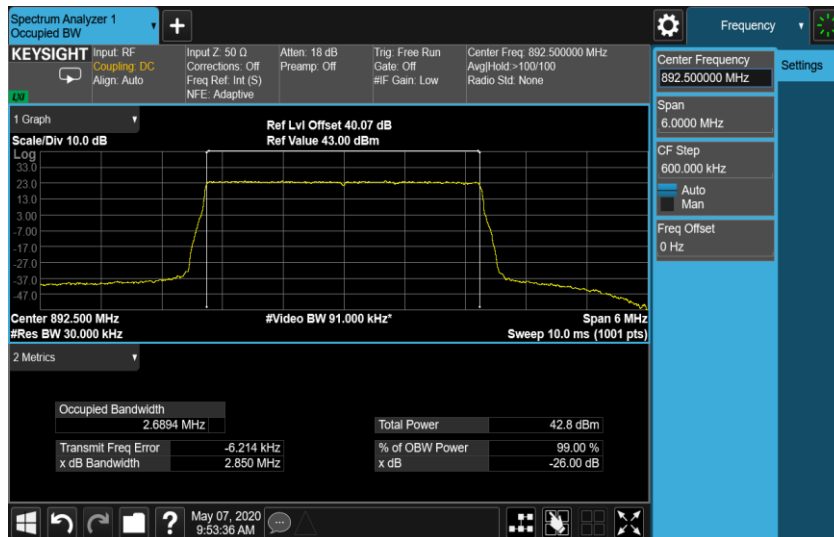 Spectrum Analyzer 1
Occupied BW
+
Frequency
KEYSIGHT
Input: RF
Coupling: DC
Align: Auto
Input Z: 50 Ω
Corrections: Off
Freq Ref: Int (S)
NFE: Adaptive
Atten: 18 dB
Preamp: Off
Trig: Free Run
Gate: Off
#IF Gain: Low
Center Freq: 892.500000 MHz
Avg|Hold:>100/100
Radio Std: None
LXI
1 Graph
Scale/Div 10.0 dB
Ref Lvl Offset 40.07 dB
Ref Value 43.00 dBm
Log
33.0
23.0
13.0
3.00
-7.00
-17.0
-27.0
-37.0
-47.0
Center 892.500 MHz
#Res BW 30.000 kHz
#Video BW 91.000 kHz*
Span 6 MHz
Sweep 10.0 ms (1001 pts)
2 Metrics
Occupied Bandwidth
2.6894 MHz
Total Power 42.8 dBm
Transmit Freq Error -6.214 kHz
% of OBW Power 99.00 %
x dB Bandwidth 2.850 MHz
x dB -26.00 dB
?
May 07, 2020
9:53:36 AM
Center Frequency
892.500000 MHz
Settings
Span
6.0000 MHz
CF Step
600.000 kHz
Auto
Man
Freq Offset
0 Hz